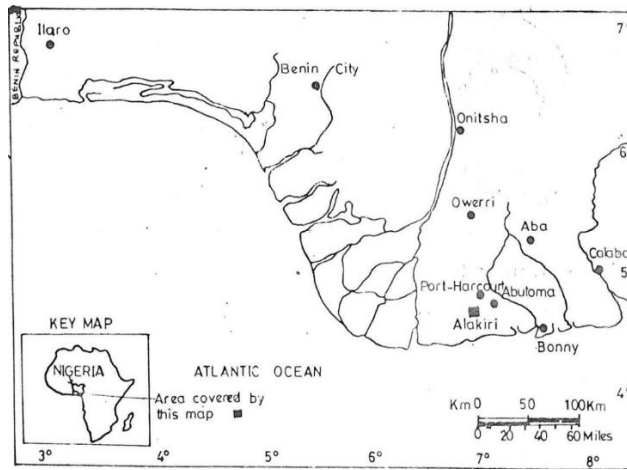 7°
Ilaro
BENIN REPUBLIC
Benin City
Onitsha
6
Owerri
Aba
Calaba
5
Port-Harcourt
Abutoma
Alakiri
Bonny
KEY MAP
NIGERIA
ATLANTIC OCEAN
Area covered by
this map
4°
Km 0 50 100Km
0 20 40 60 Miles
3° 5° 6° 7° 8°